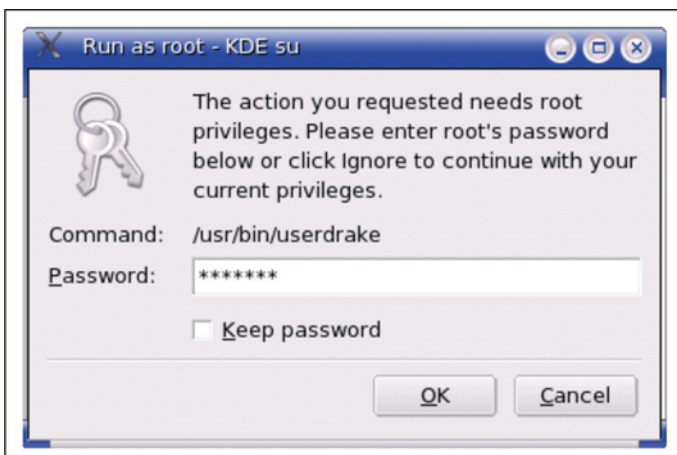 Run as root - KDE su
The action you requested needs root
privileges. Please enter root's password
below or click Ignore to continue with your
current privileges.
Command: /usr/bin/userdrake
Password: *******
Keep password
OK Cancel